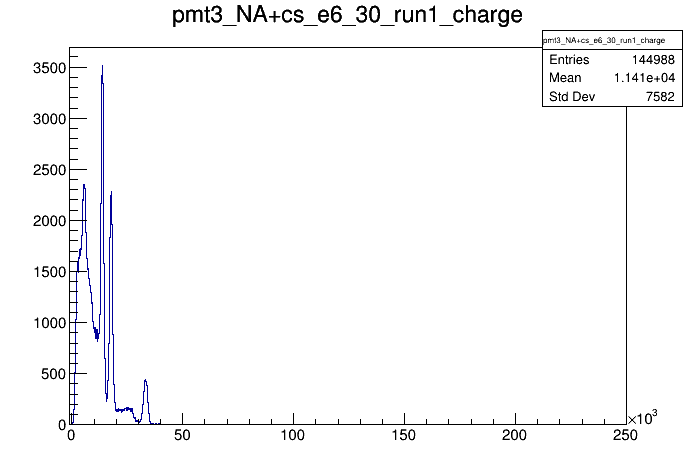 pmt3_NA+cs_e6_30_run1_charge
pmt3_NA+cs_e6_30_run1_charge
Entries 144988
Mean 1.141e+04
Std Dev 7582
3500
3000
2500
2000
1500
1000
500
0
0 50 100 150 200 250
×10³